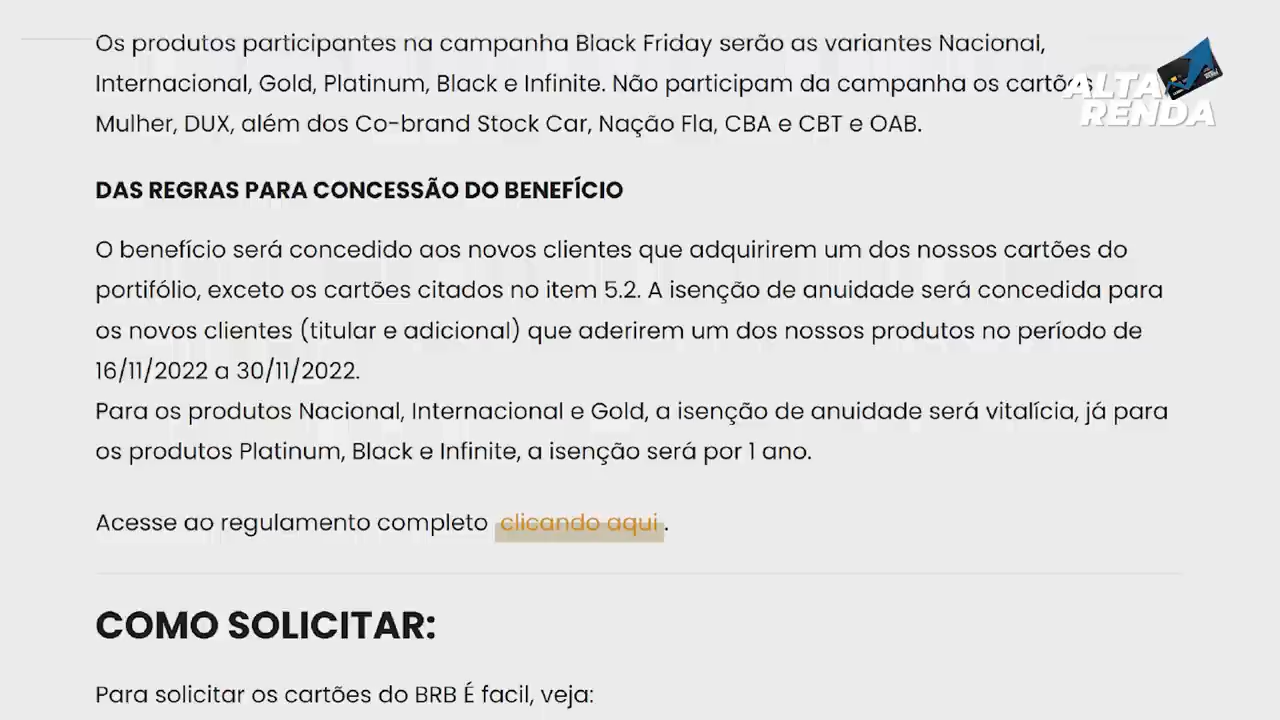 Os produtos participantes na campanha Black Friday serão as variantes Nacional,
Internacional, Gold, Platinum, Black e Infinite. Não participam da campanha os cartões
Mulher, DUX, além dos Co-brand Stock Car, Nação Fla, CBA e CBT e OAB.
ALTA
RENDA
DAS REGRAS PARA CONCESSÃO DO BENEFÍCIO
O benefício será concedido aos novos clientes que adquirirem um dos nossos cartões do
portifólio, exceto os cartões citados no item 5.2. A isenção de anuidade será concedida para
os novos clientes (titular e adicional) que aderirem um dos nossos produtos no período de
16/11/2022 a 30/11/2022.
Para os produtos Nacional, Internacional e Gold, a isenção de anuidade será vitalícia, já para
os produtos Platinum, Black e Infinite, a isenção será por 1 ano.
Acesse ao regulamento completo clicando aqui.
COMO SOLICITAR:
Para solicitar os cartões do BRB É facil, veja: